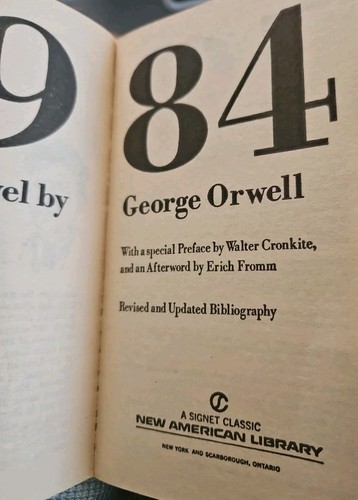 9
vel by
84
George Orwell
With a special Preface by Walter Cronkite,
and an Afterword by Erich Fromm
Revised and Updated Bibliography
A SIGNET CLASSIC
NEW AMERICAN LIBRARY
NEW YORK AND SCARBOROUGH, ONTARIO